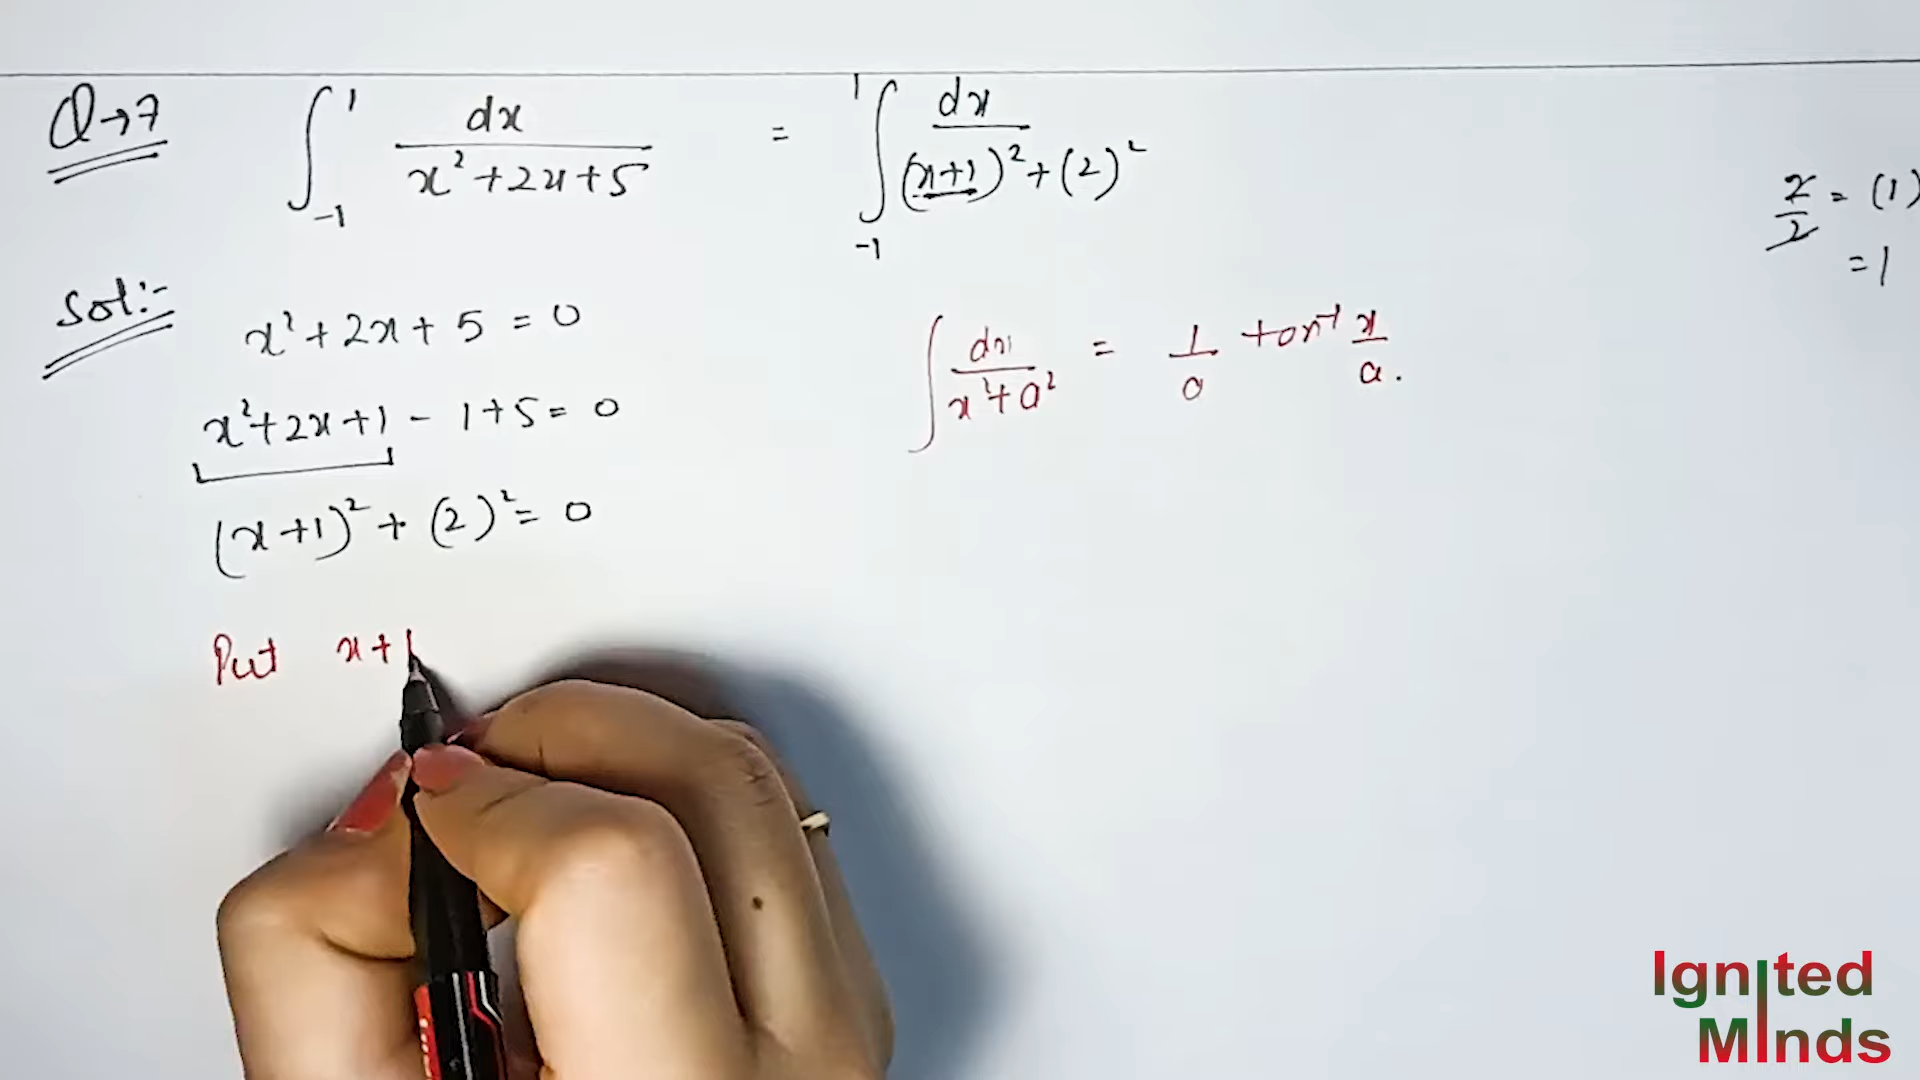 Q→7 ∫₋₁¹ dx/(x²+2x+5) = ∫₋₁¹ dx/((x+1)²+(2)²)
2/2 = (1)
=1
Sol:-
x²+2x+5 = 0
∫ dx/(x²+a²) = 1/a tan⁻¹ x/a.
x²+2x+1 - 1+5 = 0
(x+1)² + (2)² = 0
Put x+1
Ignited
Minds